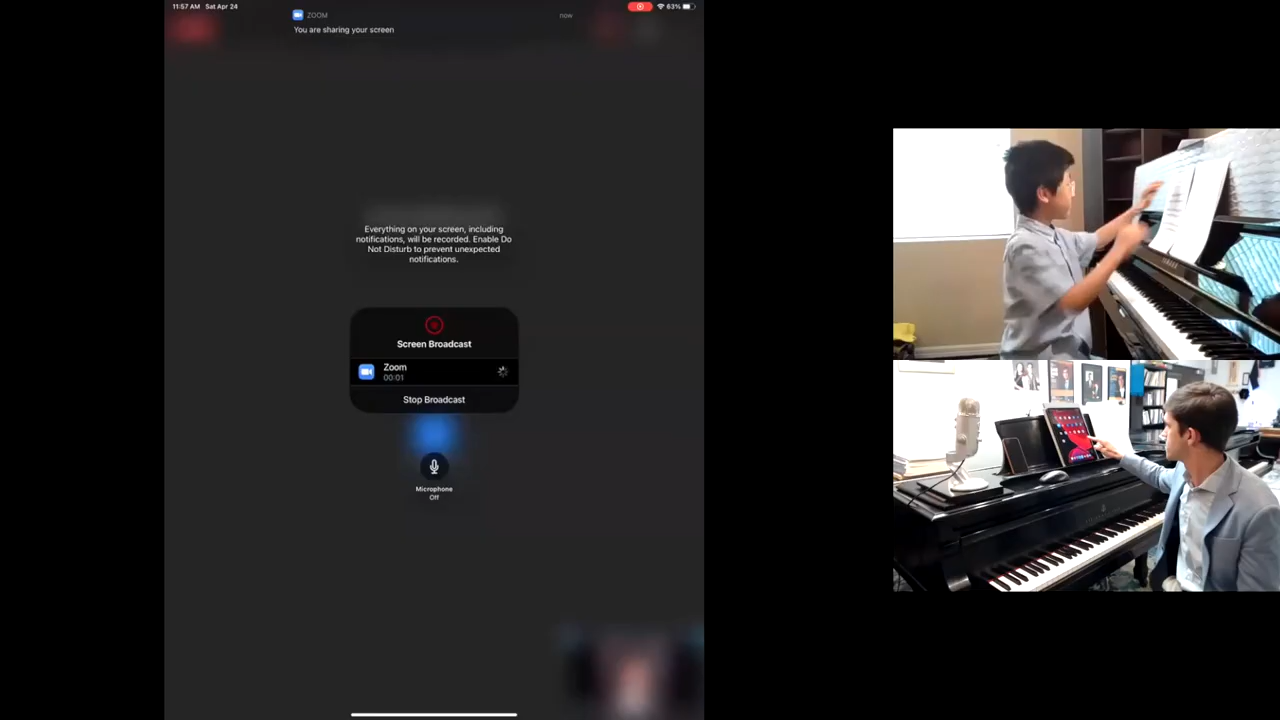 11:57 AM Sat Apr 24
63%
ZOOM
now
You are sharing your screen
Everything on your screen, including
notifications, will be recorded. Enable Do
Not Disturb to prevent unexpected
notifications.
Screen Broadcast
Zoom
00:01
Stop Broadcast
Microphone
Off
YAMAHA